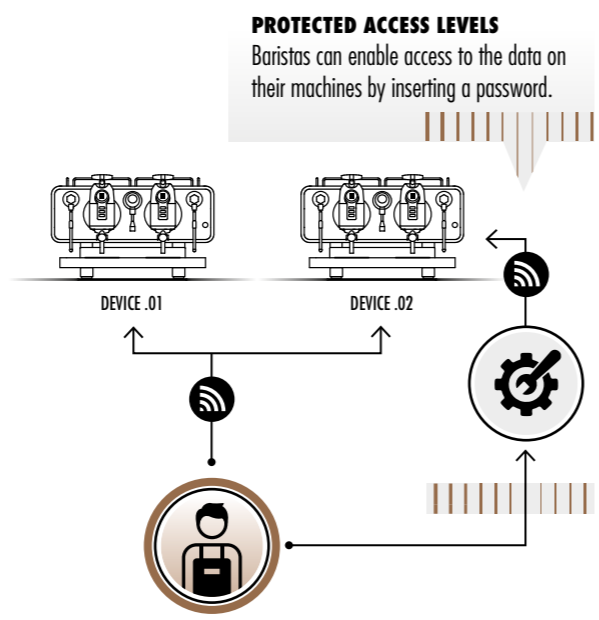 PROTECTED ACCESS LEVELS
Baristas can enable access to the data on
their machines by inserting a password.
DEVICE .01
DEVICE .02